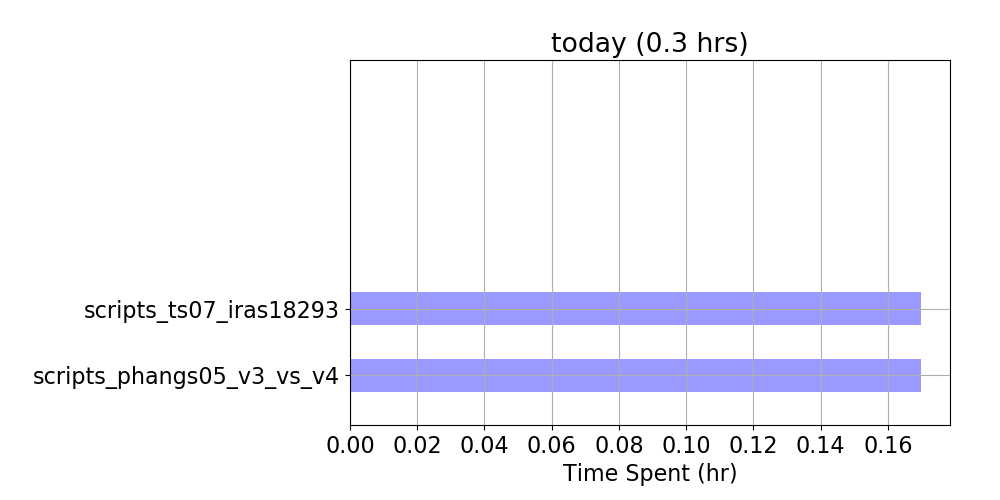 today (0.3 hrs)
scripts_ts07_iras18293
scripts_phangs05_v3_vs_v4
0.00 0.02 0.04 0.06 0.08 0.10 0.12 0.14 0.16
Time Spent (hr)